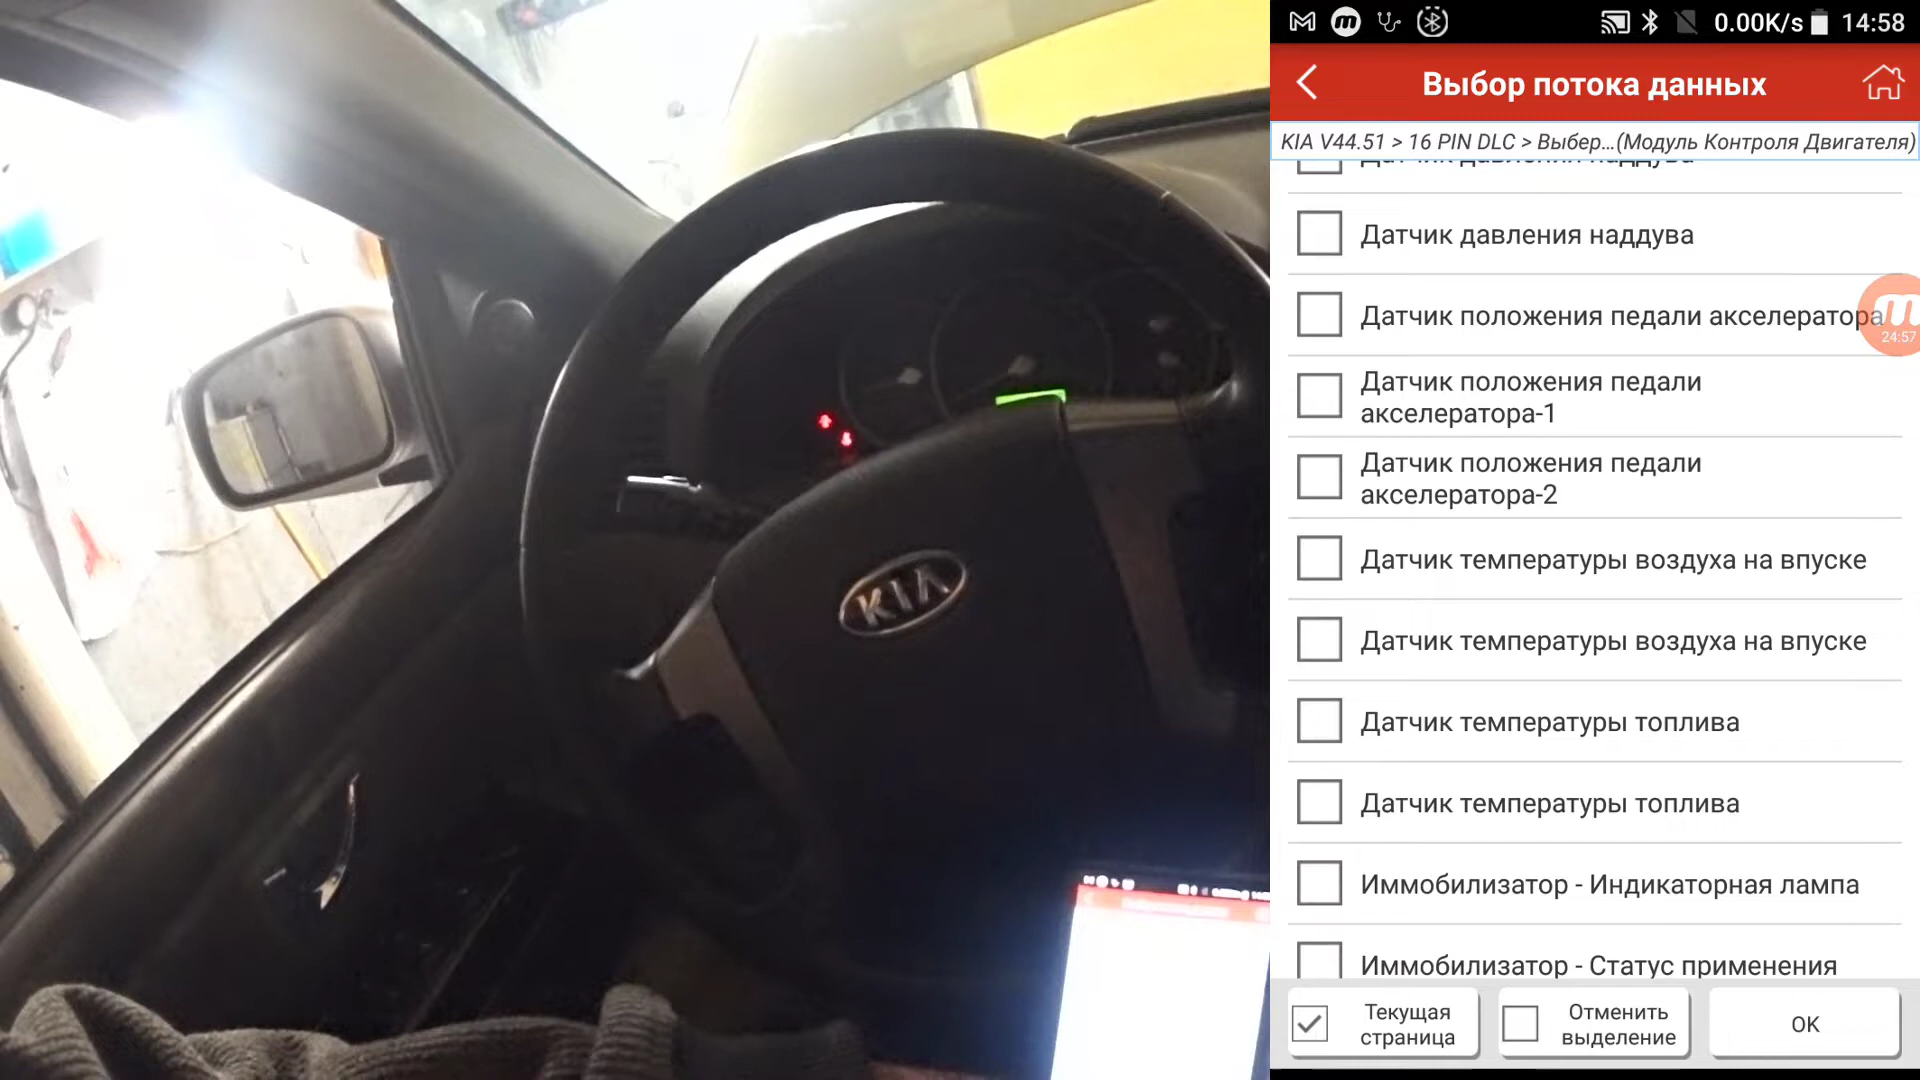 KIA
0.00K/s 14:58
Выбор потока данных
KIA V44.51 > 16 PIN DLC > Выбер...(Модуль Контроля Двигателя)
Датчик давления наддува
Датчик давления наддува
Датчик положения педали акселератора
24:57
Датчик положения педали
акселератора-1
Датчик положения педали
акселератора-2
Датчик температуры воздуха на впуске
Датчик температуры воздуха на впуске
Датчик температуры топлива
Датчик температуры топлива
Иммобилизатор - Индикаторная лампа
Иммобилизатор - Статус применения
Текущая
страница
Отменить
выделение
OK